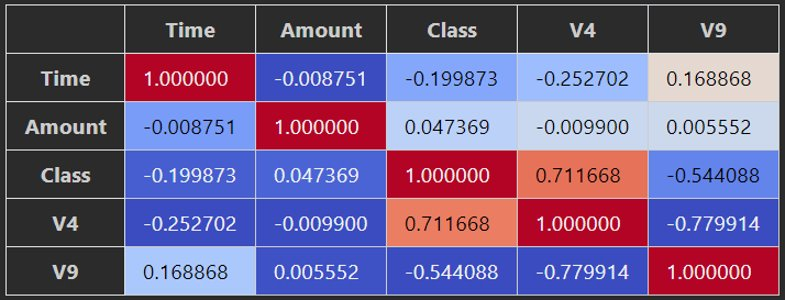 Time Amount Class V4 V9
Time 1.000000 -0.008751 -0.199873 -0.252702 0.168868
Amount -0.008751 1.000000 0.047369 -0.009900 0.005552
Class -0.199873 0.047369 1.000000 0.711668 -0.544088
V4 -0.252702 -0.009900 0.711668 1.000000 -0.779914
V9 0.168868 0.005552 -0.544088 -0.779914 1.000000